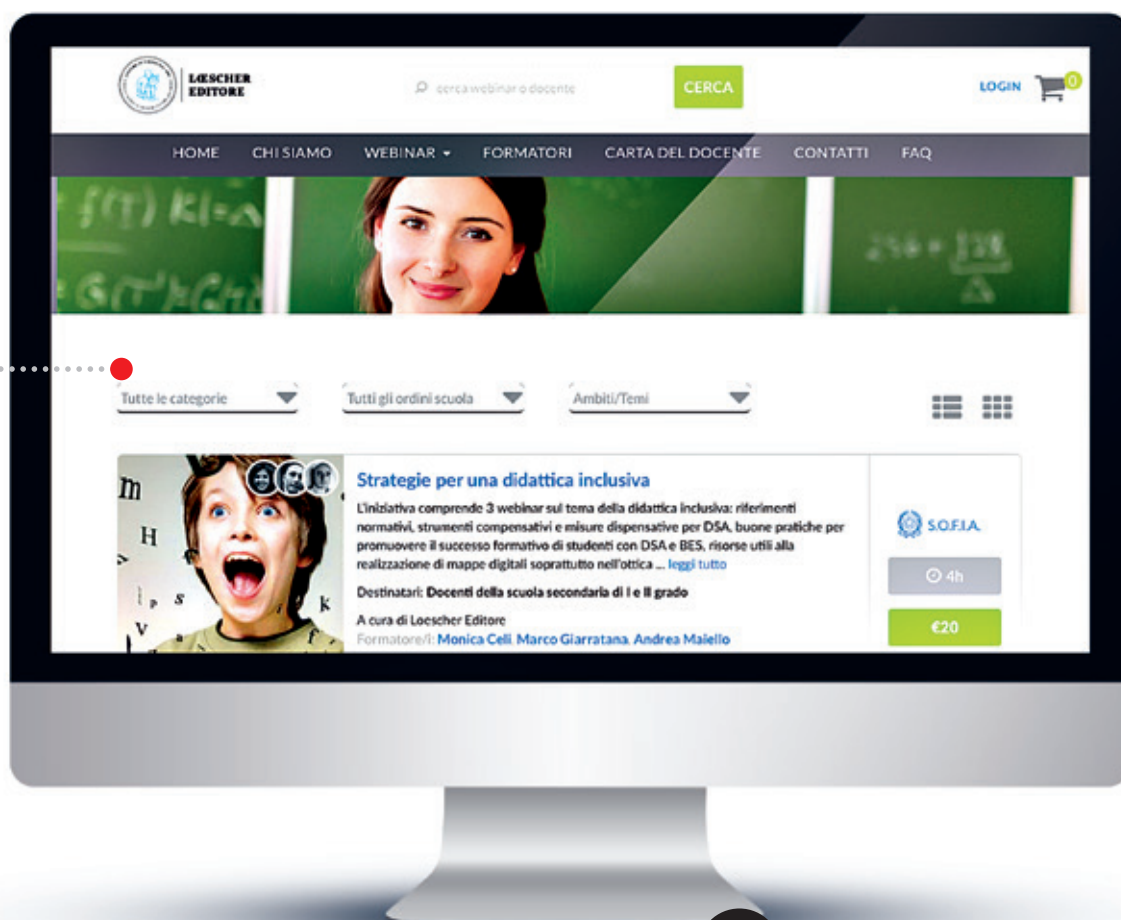 LŒSCHER
EDITORE
cerca webinar o docente
CERCA
LOGIN
0
HOME CHI SIAMO WEBINAR FORMATORI CARTA DEL DOCENTE CONTATTI FAQ
Tutte le categorie
Tutti gli ordini scuola
Ambiti/Temi
m
H
S
P
V
k
f
Strategie per una didattica inclusiva
L'iniziativa comprende 3 webinar sul tema della didattica inclusiva: riferimenti
normativi, strumenti compensativi e misure dispensative per DSA, buone pratiche per
promuovere il successo formativo di studenti con DSA e BES, risorse utili alla
realizzazione di mappe digitali soprattutto nell'ottica ... leggi tutto
Destinatari: Docenti della scuola secondaria di I e II grado
A cura di Loescher Editore
Formatore/i: Monica Celi, Marco Giarratana, Andrea Maiello
S.O.F.I.A.
4h
€20